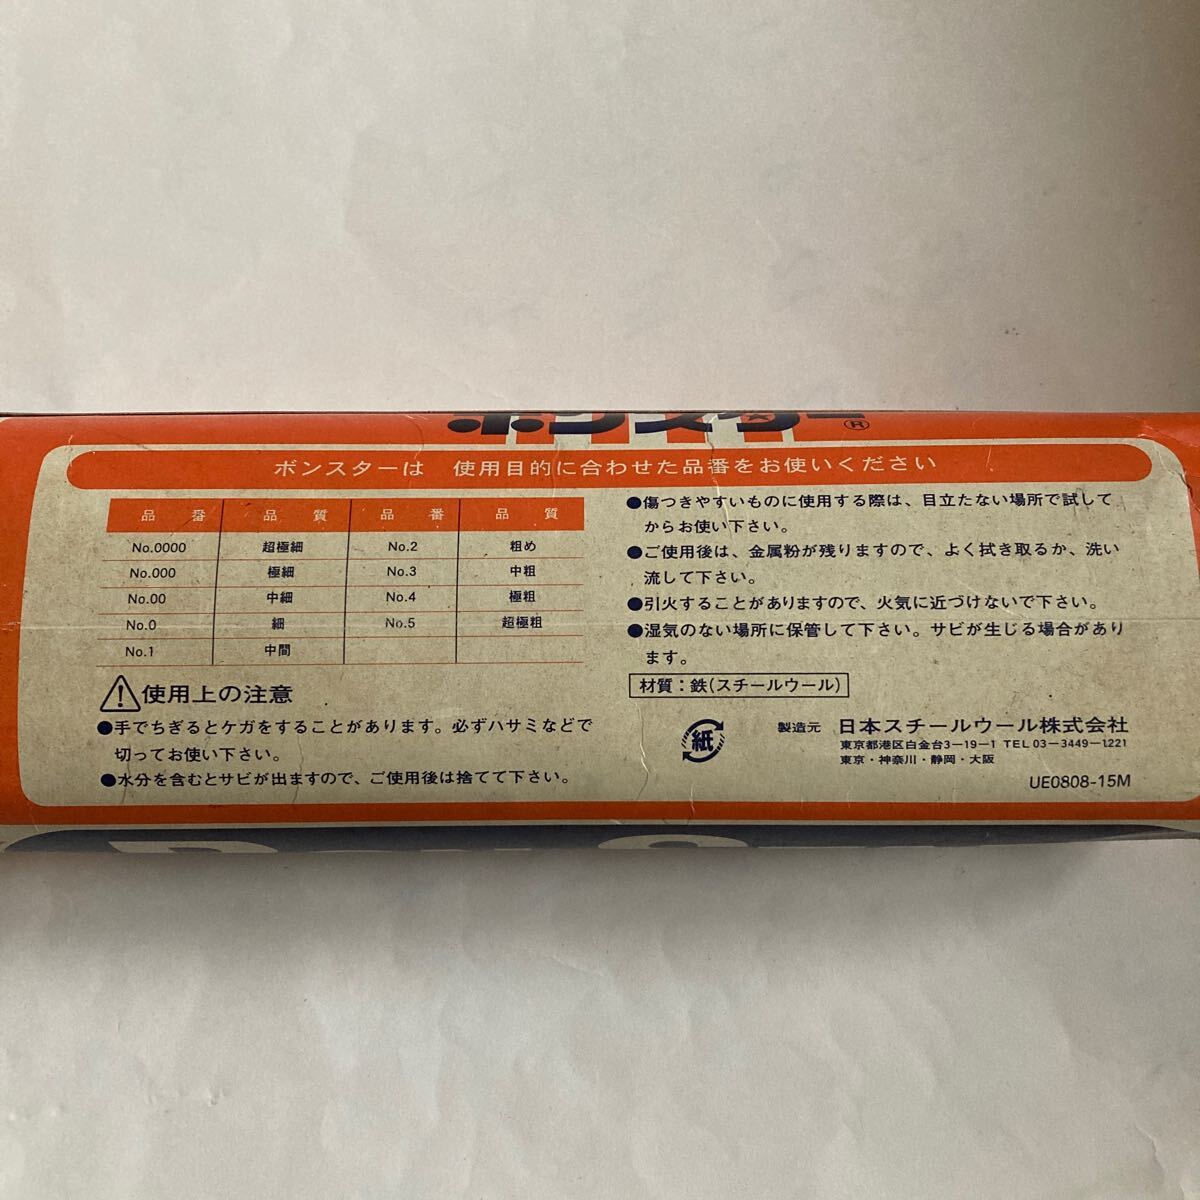 ボンスター®
ボンスターは 使用目的に合わせた品番をお使いください
品番 品質 品番 品質
No.0000 超極細 No.2 粗め
No.000 極細 No.3 中粗
No.00 中細 No.4 極粗
No.0 細 No.5 超極粗
No.1 中間
使用上の注意
●手でちぎるとケガをすることがあります。必ずハサミなどで
切ってお使い下さい。
●水分を含むとサビが出ますので、ご使用後は捨てて下さい。
●傷つきやすいものに使用する際は、目立たない場所で試して
からお使い下さい。
●ご使用後は、金属粉が残りますので、よく拭き取るか、洗い
流して下さい。
●引火することがありますので、火気に近づけないで下さい。
●湿気のない場所に保管して下さい。サビが生じる場合があり
ます。
材質:鉄(スチールウール)
紙
製造元 日本スチールウール株式会社
東京都港区白金台3−19−1 TEL 03−3449−1221
東京・神奈川・静岡・大阪
UE0808-15M